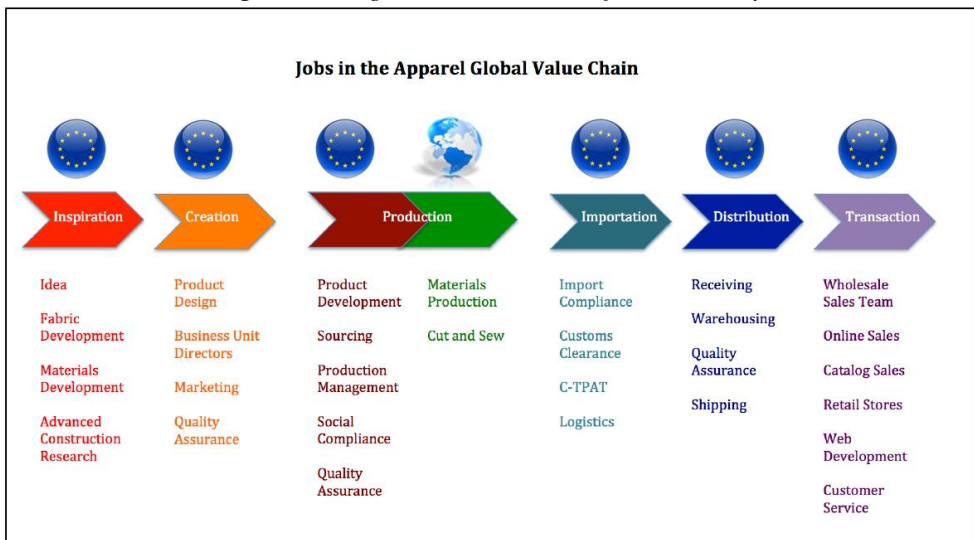 Jobs in the Apparel Global Value Chain
Inspiration
Creation
Production
Importation
Distribution
Transaction
Idea
Fabric
Development
Materials
Development
Advanced
Construction
Research
Product
Design
Business Unit
Directors
Marketing
Quality
Assurance
Product
Development
Sourcing
Production
Management
Social
Compliance
Quality
Assurance
Materials
Production
Cut and Sew
Import
Compliance
Customs
Clearance
C-TPAT
Logistics
Receiving
Warehousing
Quality
Assurance
Shipping
Wholesale
Sales Team
Online Sales
Catalog Sales
Retail Stores
Web
Development
Customer
Service